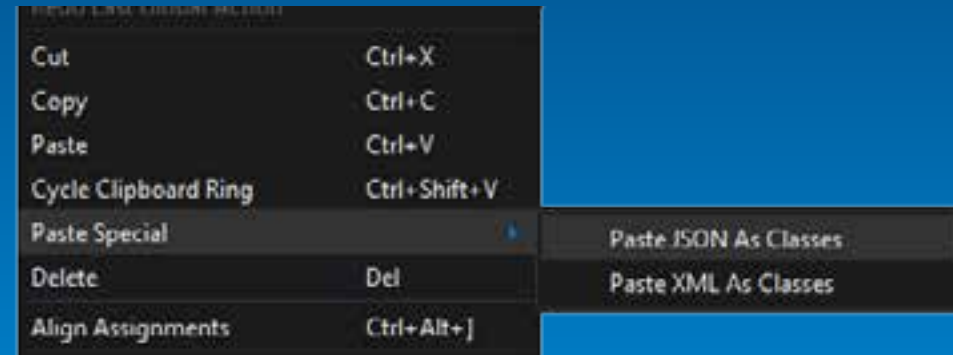 Cut Ctrl+X
Copy Ctrl+C
Paste Ctrl+V
Cycle Clipboard Ring Ctrl+Shift+V
Paste Special
Paste JSON As Classes
Delete Del
Paste XML As Classes
Align Assignments Ctrl+Alt+]